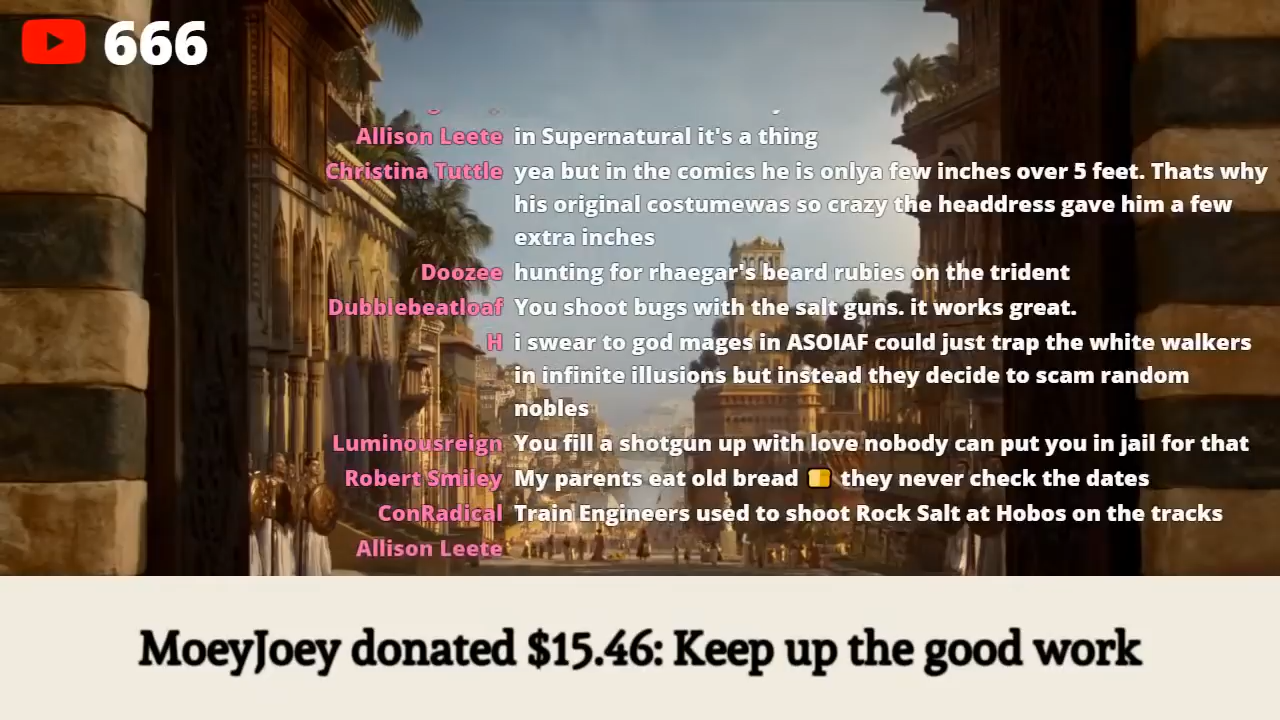 666
Allison Leete in Supernatural it's a thing
Christina Tuttle yea but in the comics he is onlya few inches over 5 feet. Thats why
his original costumewas so crazy the headdress gave him a few
extra inches
Doozee hunting for rhaegar's beard rubies on the trident
Dubblebeatloaf You shoot bugs with the salt guns. it works great.
H i swear to god mages in ASOIAF could just trap the white walkers
in infinite illusions but instead they decide to scam random
nobles
Luminousreign You fill a shotgun up with love nobody can put you in jail for that
Robert Smiley My parents eat old bread 🍞 they never check the dates
ConRadical Train Engineers used to shoot Rock Salt at Hobos on the tracks
Allison Leete
MoeyJoey donated $15.46: Keep up the good work